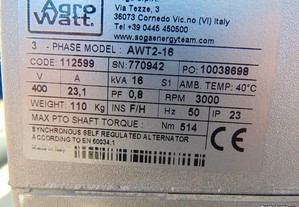 Agro
Watt.
Via Tezze, 3
36073 Cornedo Vic.no (VI) Italy
Tel. +39 0445 450500
www.sogaenergyteam.com
3 - PHASE MODEL: AWT2-16
CODE: 112599 SN: 770942 PO: 10038698
V A kVA 16 S1 AMB. TEMP: 40°C
400 23,1 PF 0,8 RPM 3000
WEIGHT: 110 Kg INS F/H Hz 50 IP 23
MAX PTO SHAFT TORQUE: Nm 514
SYNCHRONOUS SELF REGULATED ALTERNATOR
ACCORDING TO EN 60034.1
CE